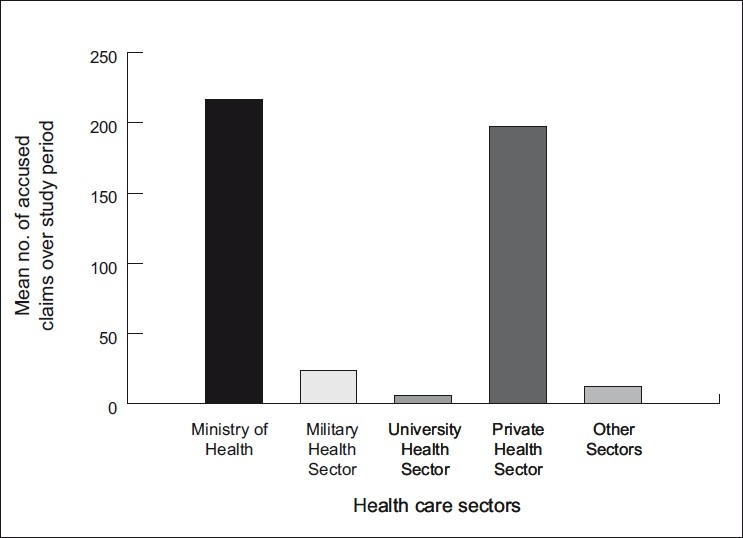 Mean no. of accused
claims over study period
250
200
150
100
50
0
Ministry of
Health
Military
Health
Sector
University
Health
Sector
Private
Health
Sector
Other
Sectors
Health care sectors